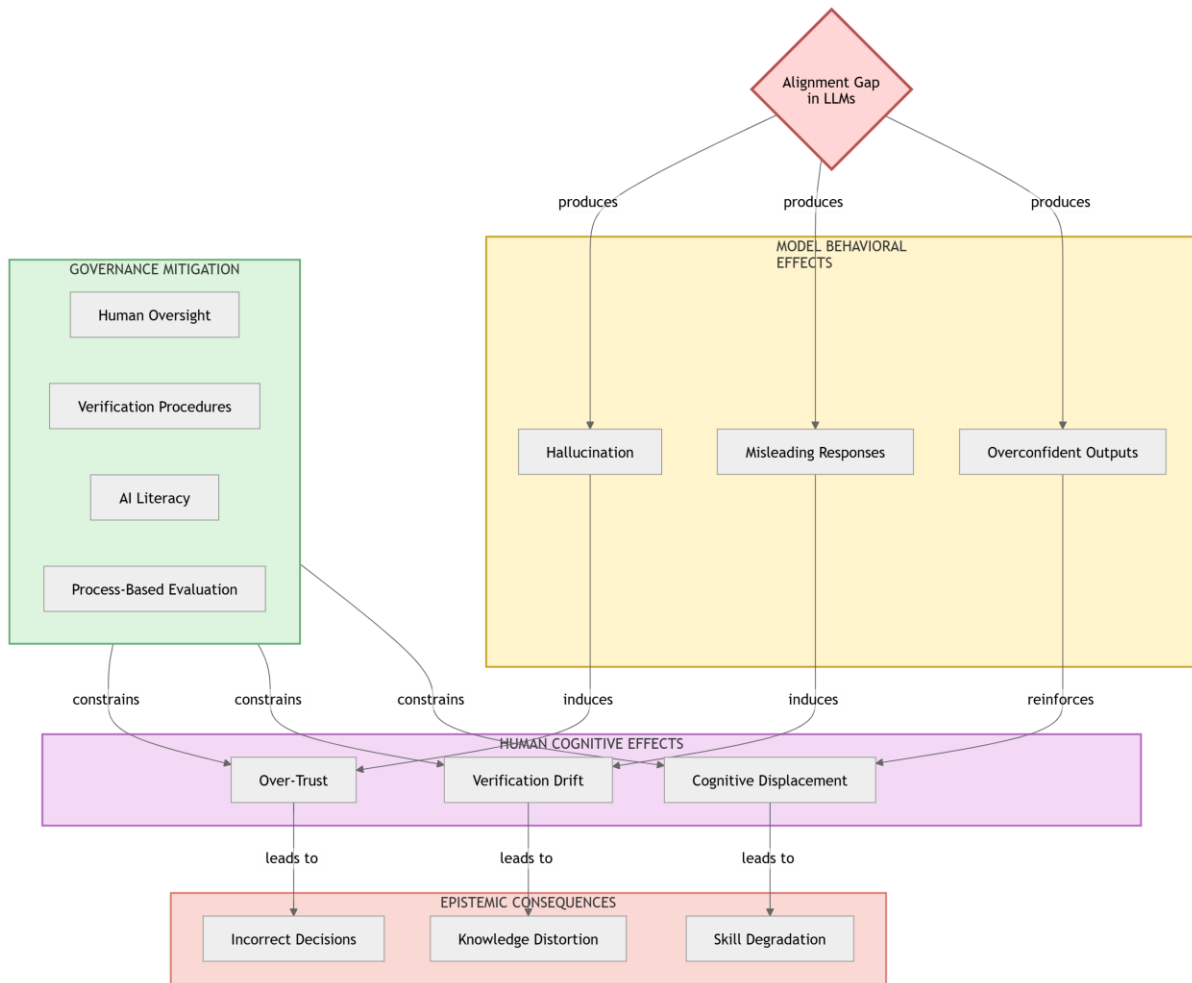 Alignment Gap
in LLMs
produces
produces
produces
MODEL BEHAVIORAL
EFFECTS
GOVERNANCE MITIGATION
Human Oversight
Verification Procedures
AI Literacy
Process-Based Evaluation
Hallucination
Misleading Responses
Overconfident Outputs
constrains
constrains
constrains
induces
induces
reinforces
HUMAN COGNITIVE EFFECTS
Over-Trust
Verification Drift
Cognitive Displacement
leads to
leads to
leads to
EPISTEMIC CONSEQUENCES
Incorrect Decisions
Knowledge Distortion
Skill Degradation